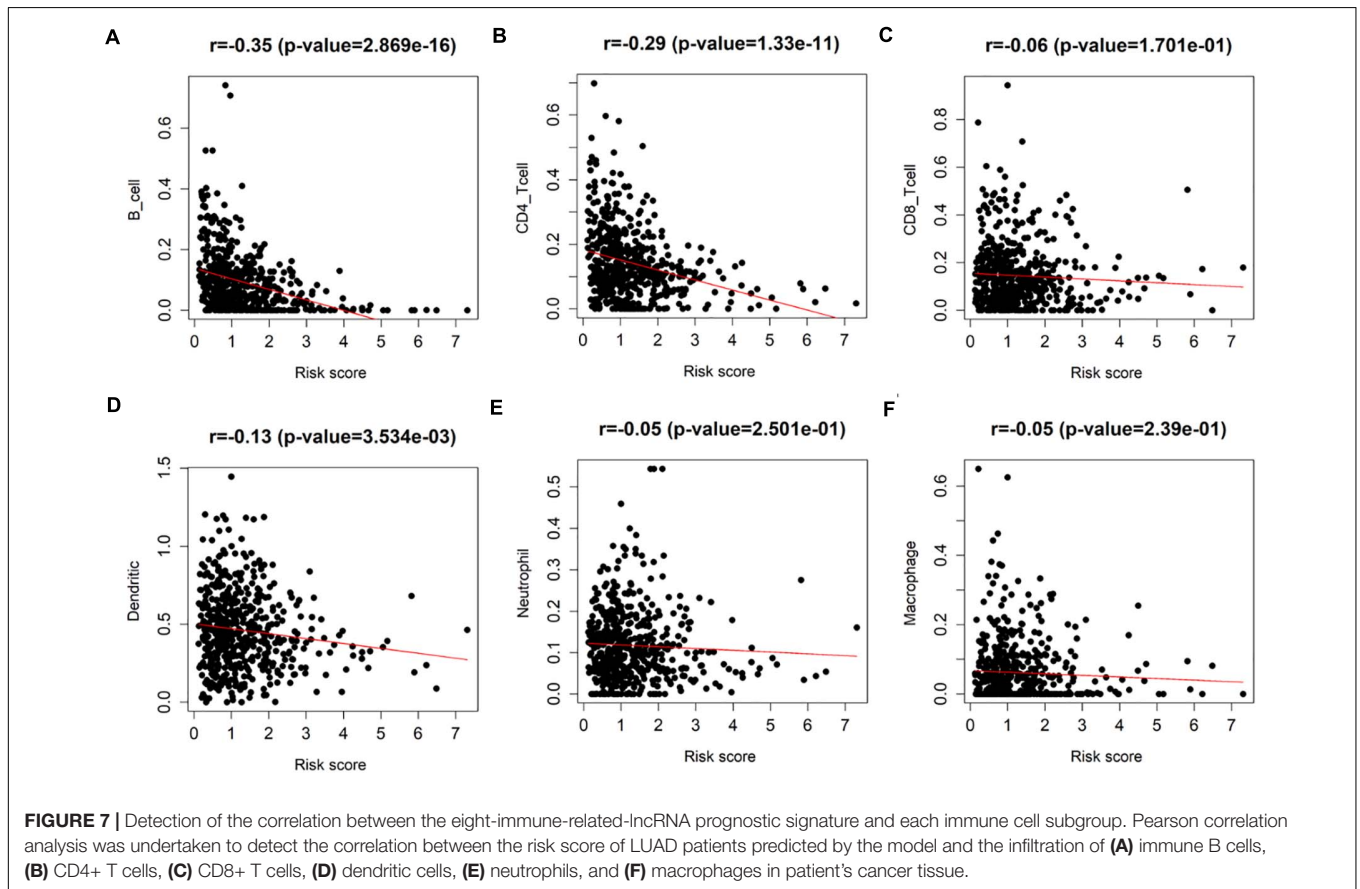 A
r=-0.35 (p-value=2.869e-16)
B_cell
0.0 0.2 0.4 0.6
0 1 2 3 4 5 6 7
Risk score
B
r=-0.29 (p-value=1.33e-11)
CD4_Tcell
0.0 0.2 0.4 0.6
0 1 2 3 4 5 6 7
Risk score
C
r=-0.06 (p-value=1.701e-01)
CD8_Tcell
0.0 0.2 0.4 0.6 0.8
0 1 2 3 4 5 6 7
Risk score
D
r=-0.13 (p-value=3.534e-03)
Dendritic
0.0 0.5 1.0 1.5
0 1 2 3 4 5 6 7
Risk score
E
r=-0.05 (p-value=2.501e-01)
Neutrophil
0.0 0.1 0.2 0.3 0.4 0.5
0 1 2 3 4 5 6 7
Risk score
F
r=-0.05 (p-value=2.39e-01)
Macrophage
0.0 0.2 0.4 0.6
0 1 2 3 4 5 6 7
Risk score
FIGURE 7 | Detection of the correlation between the eight-immune-related-lncRNA prognostic signature and each immune cell subgroup. Pearson correlation
analysis was undertaken to detect the correlation between the risk score of LUAD patients predicted by the model and the infiltration of (A) immune B cells,
(B) CD4+ T cells, (C) CD8+ T cells, (D) dendritic cells, (E) neutrophils, and (F) macrophages in patient's cancer tissue.